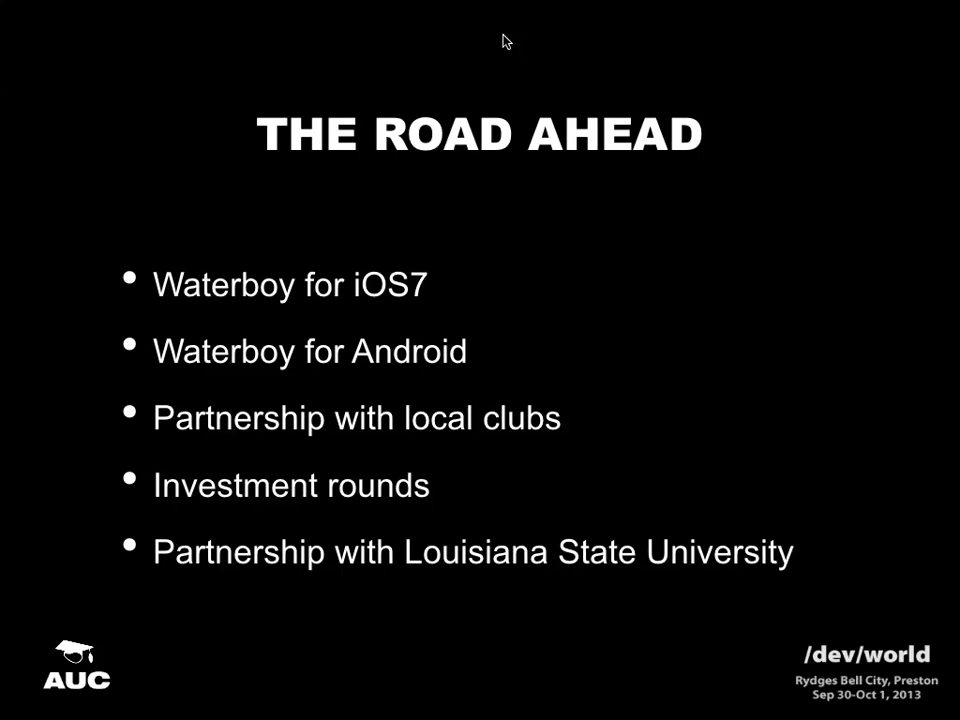 THE ROAD AHEAD
• Waterboy for iOS7
• Waterboy for Android
• Partnership with local clubs
• Investment rounds
• Partnership with Louisiana State University
AUC
/dev/world
Rydges Bell City, Preston
Sep 30-Oct 1, 2013